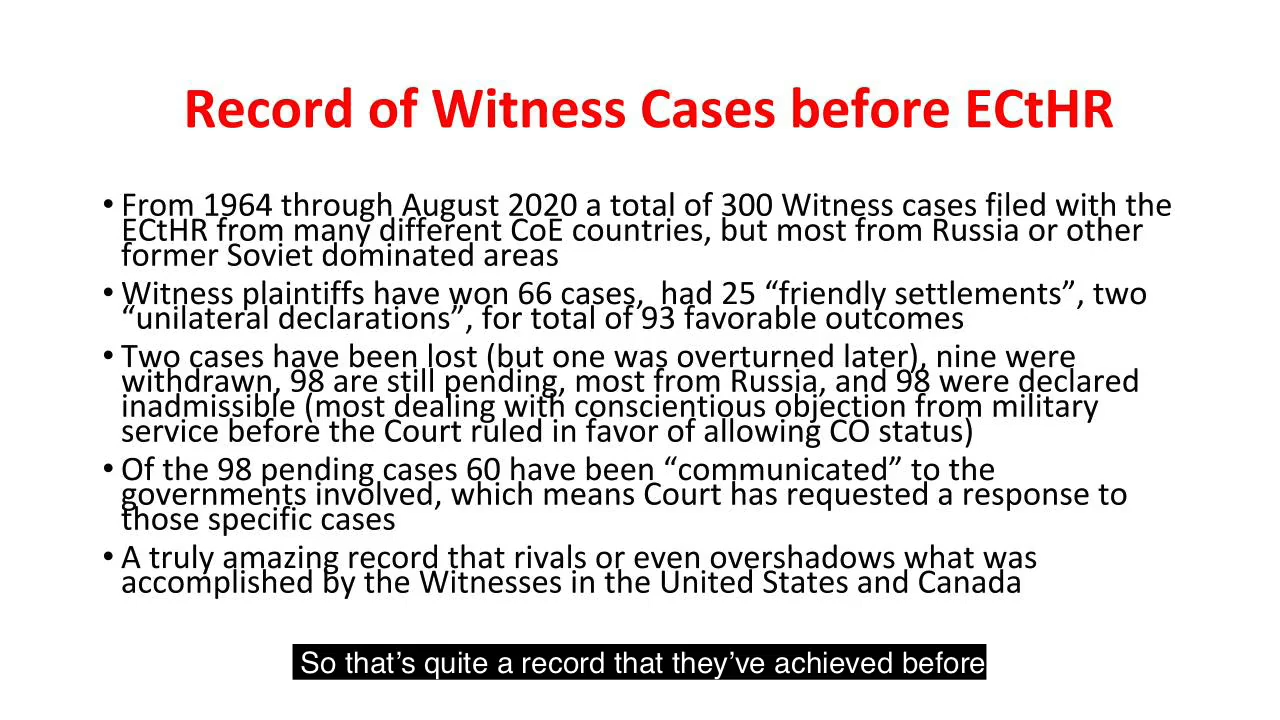 Record of Witness Cases before ECtHR
• From 1964 through August 2020 a total of 300 Witness cases filed with the
ECtHR from many different CoE countries, but most from Russia or other
former Soviet dominated areas
• Witness plaintiffs have won 66 cases, had 25 “friendly settlements”, two
“unilateral declarations”, for total of 93 favorable outcomes
• Two cases have been lost (but one was overturned later), nine were
withdrawn, 98 are still pending, most from Russia, and 98 were declared
inadmissible (most dealing with conscientious objection from military
service before the Court ruled in favor of allowing CO status)
• Of the 98 pending cases 60 have been “communicated” to the
governments involved, which means Court has requested a response to
those specific cases
• A truly amazing record that rivals or even overshadows what was
accomplished by the Witnesses in the United States and Canada
So that’s quite a record that they’ve achieved before